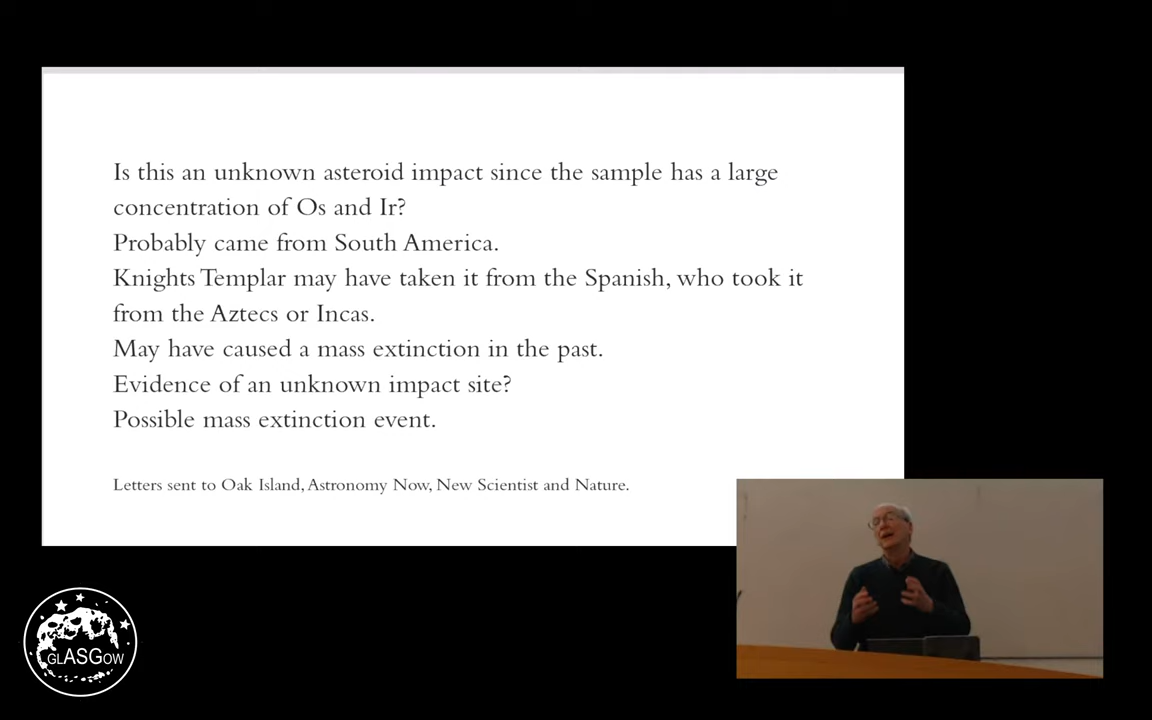 Is this an unknown asteroid impact since the sample has a large
concentration of Os and Ir?
Probably came from South America.
Knights Templar may have taken it from the Spanish, who took it
from the Aztecs or Incas.
May have caused a mass extinction in the past.
Evidence of an unknown impact site?
Possible mass extinction event.
Letters sent to Oak Island, Astronomy Now, New Scientist and Nature.
GLASGOW